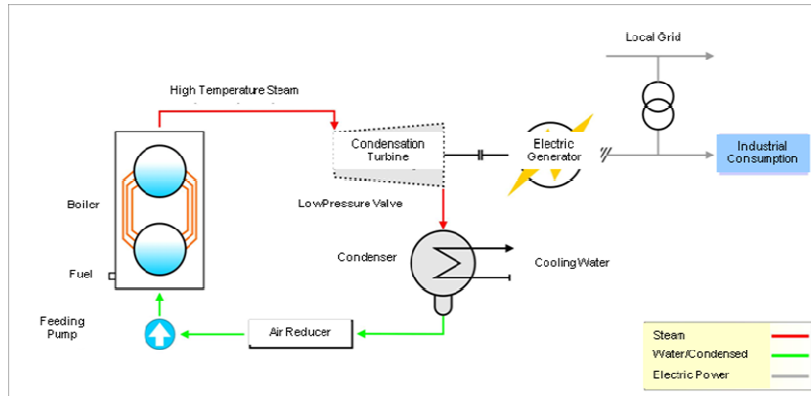 Local Grid
High Temperature Steam
Condensation
Turbine
Electric
Generator
Industrial
Consumption
Boiler
LowPressure Valve
Condenser
Cooling Water
Fuel
Feeding
Pump
Air Reducer
Steam
Water/Condensed
Electric Power